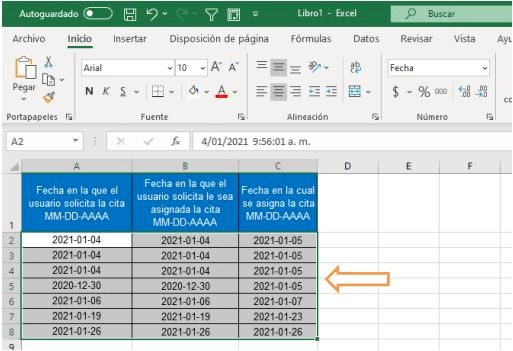 Autoguardado Libro1 - Excel Buscar
Archivo Inicio Insertar Disposición de página Fórmulas Datos Revisar Vista Ayu
Pegar Arial 10 A A ab Fecha
N K S A $ % 000
Portapapeles Fuente Alineación Número
A2 fx 4/01/2021 9:56:01 a. m.
A B C D E F
1 Fecha en la que el usuario solicita la cita MM-DD-AAAA Fecha en la que el usuario solicita le sea asignada la cita MM-DD-AAAA Fecha en la cual se asigna la cita MM-DD-AAAA
2 2021-01-04 2021-01-04 2021-01-05
3 2021-01-04 2021-01-04 2021-01-05
4 2021-01-04 2021-01-04 2021-01-05
5 2020-12-30 2020-12-30 2021-01-05
6 2021-01-06 2021-01-06 2021-01-07
7 2021-01-19 2021-01-19 2021-01-23
8 2021-01-26 2021-01-26 2021-01-26
9